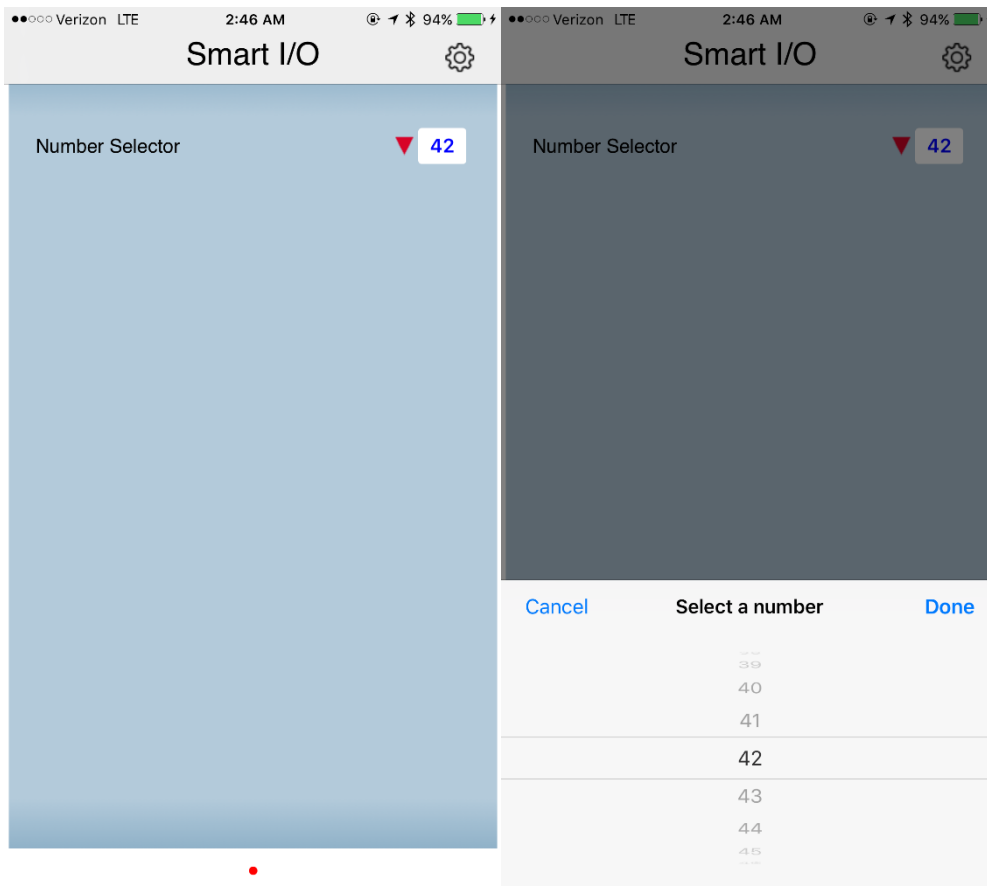 Verizon LTE 2:46 AM 94%
Smart I/O
Number Selector 42
Verizon LTE 2:46 AM 94%
Smart I/O
Number Selector 42
Cancel Select a number Done
39
40
41
42
43
44
45